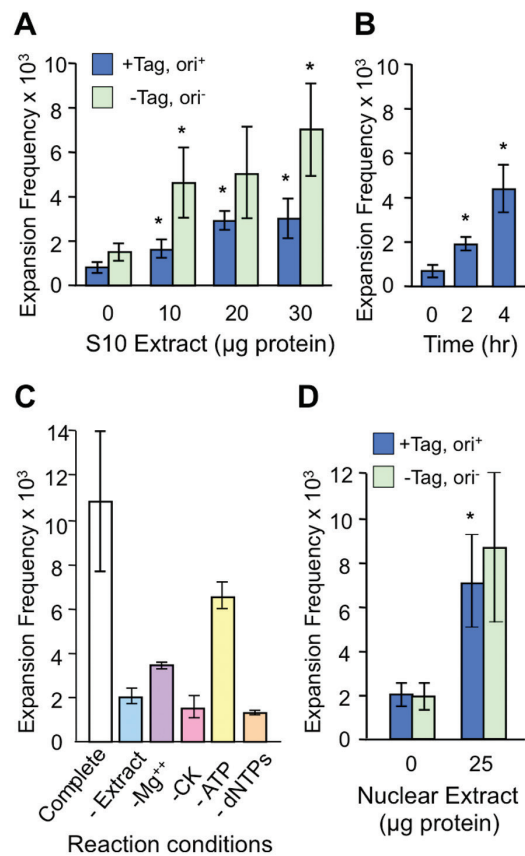 A
Expansion Frequency x 10³
10
8
6
4
2
0
+Tag, ori⁺
-Tag, ori⁻
*
*
*
*
*
0 10 20 30
S10 Extract (µg protein)
B
Expansion Frequency x 10³
10
8
6
4
2
0
*
*
0 2 4
Time (hr)
C
Expansion Frequency x 10³
14
12
10
8
6
4
2
0
Complete
- Extract
-Mg⁺⁺
-CK
- ATP
- dNTPs
Reaction conditions
D
+Tag, ori⁺
-Tag, ori⁻
Expansion Frequency x 10³
12
10
8
6
4
2
0
*
0 25
Nuclear Extract
(µg protein)